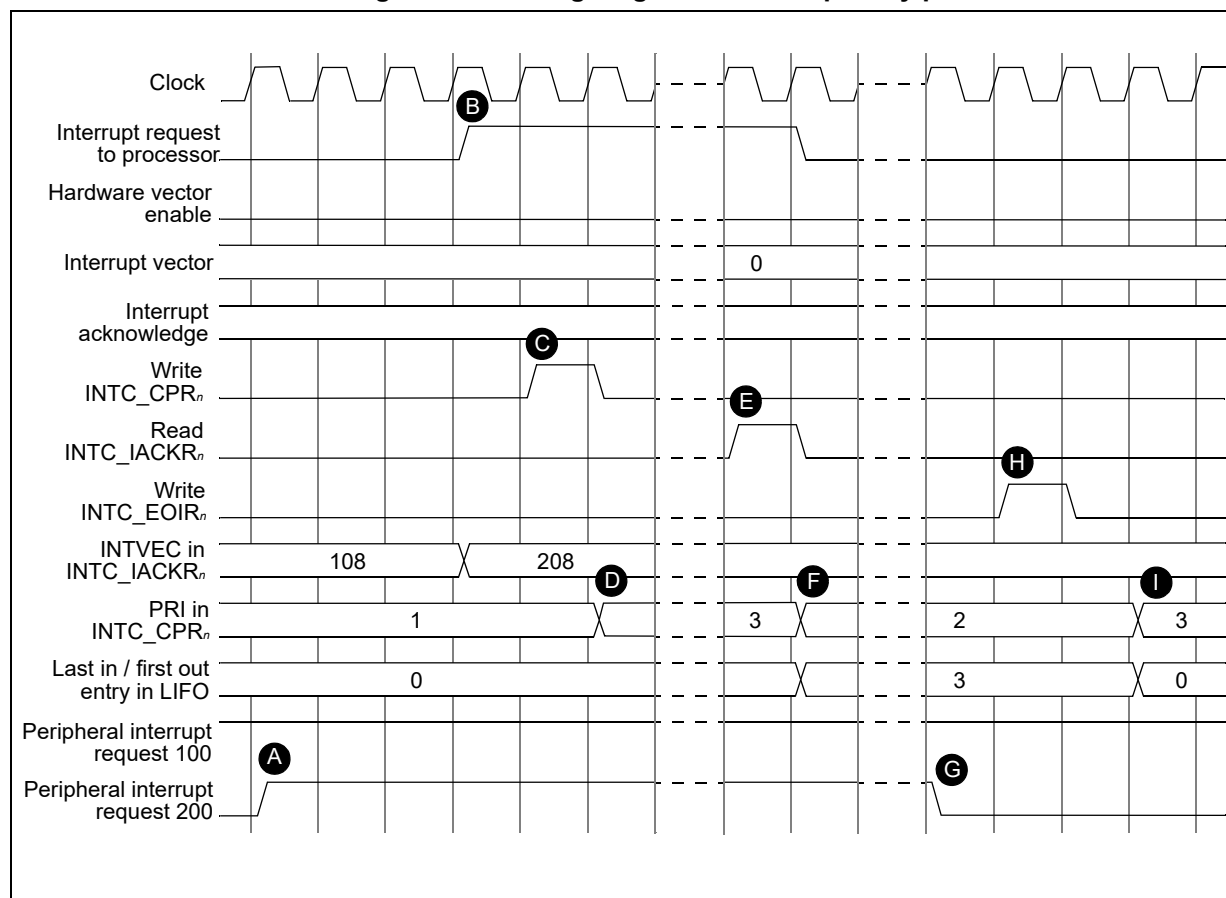 Clock
B
Interrupt request
to processor
Hardware vector
enable
Interrupt vector
0
Interrupt
acknowledge
C
Write
INTC_CPRn
E
Read
INTC_IACKRn
H
Write
INTC_EOIRn
INTVEC in
INTC_IACKRn
108
208
D
F
I
PRI in
INTC_CPRn
1
3
2
3
Last in / first out
entry in LIFO
0
3
0
Peripheral interrupt
request 100
A
G
Peripheral interrupt
request 200